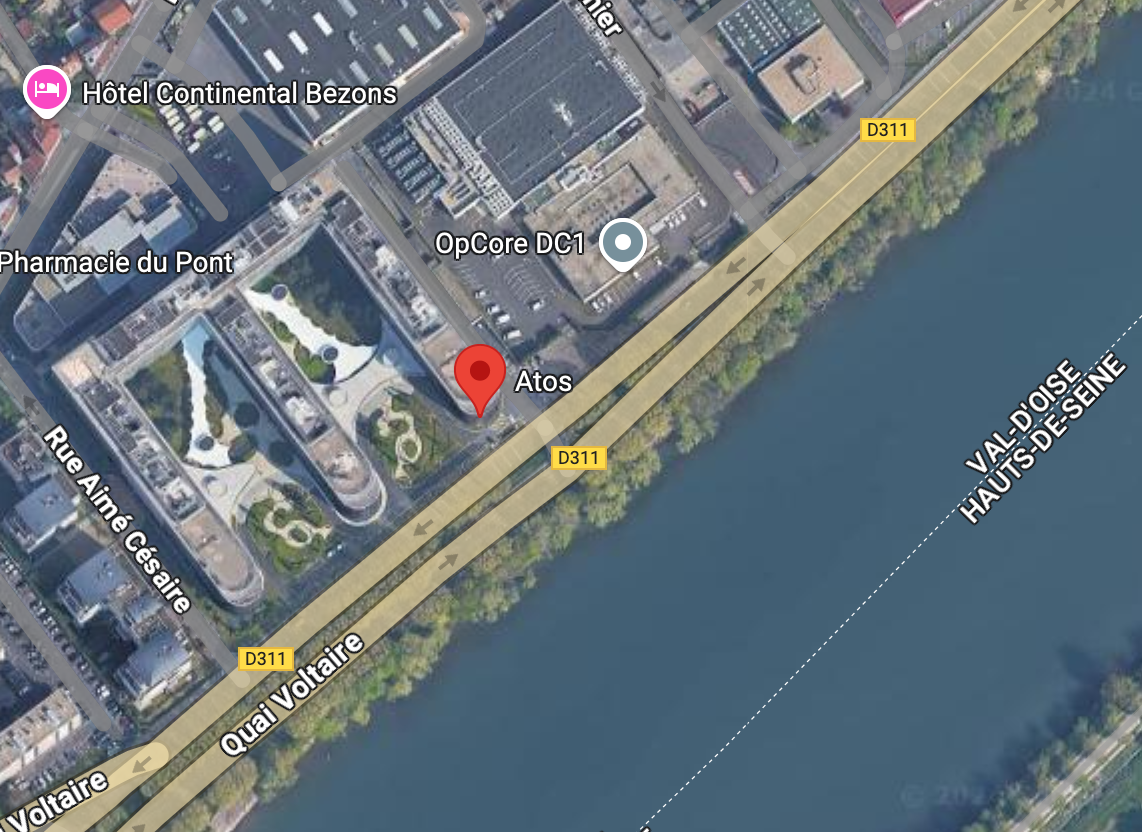 nier
Hôtel Continental Bezons
D311
OpCore DC1
Pharmacie du Pont
Atos
VAL-D'OISE
HAUTS-DE-SEINE
D311
Rue Aimé Césaire
D311
Quai Voltaire
Voltaire